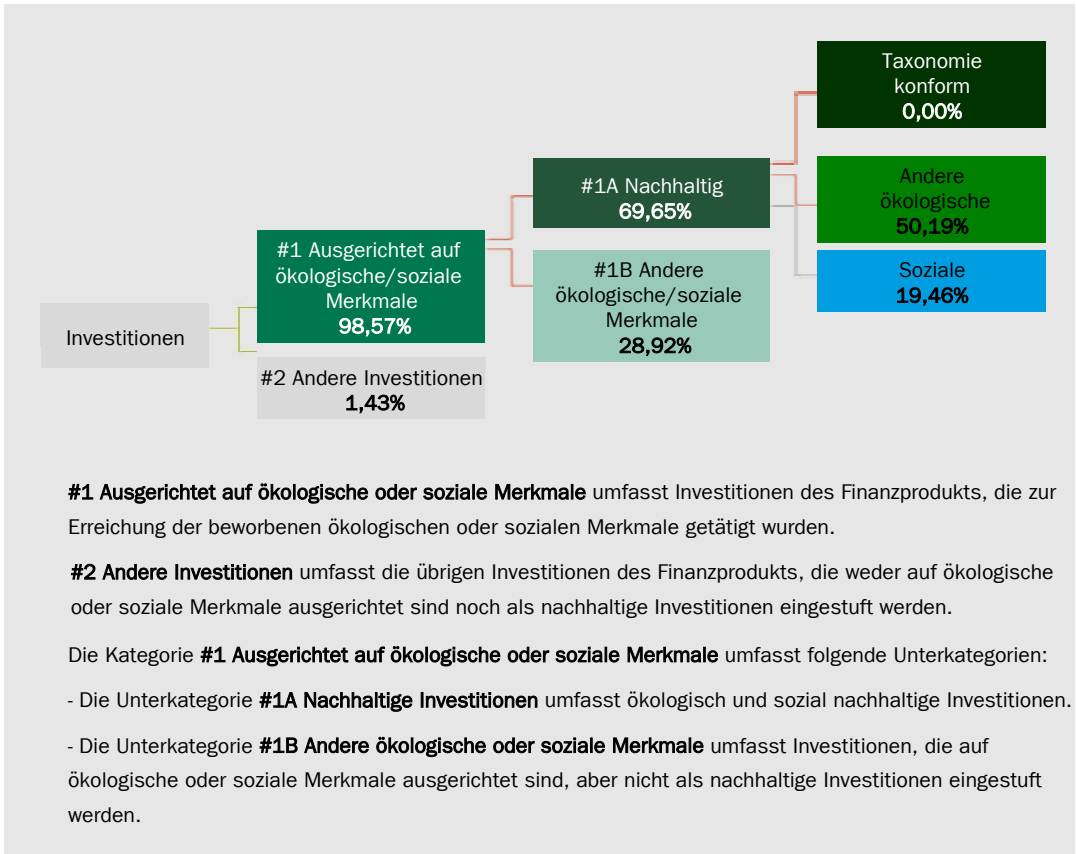 Taxonomie
konform
0,00%
#1A Nachhaltig
69,65%
Andere
ökologische
50,19%
#1 Ausgerichtet auf
ökologische/soziale
Merkmale
98,57%
#1B Andere
ökologische/soziale
Merkmale
28,92%
Soziale
19,46%
Investitionen
#2 Andere Investitionen
1,43%
#1 Ausgerichtet auf ökologische oder soziale Merkmale umfasst Investitionen des Finanzprodukts, die zur
Erreichung der beworbenen ökologischen oder sozialen Merkmale getätigt wurden.
#2 Andere Investitionen umfasst die übrigen Investitionen des Finanzprodukts, die weder auf ökologische
oder soziale Merkmale ausgerichtet sind noch als nachhaltige Investitionen eingestuft werden.
Die Kategorie #1 Ausgerichtet auf ökologische oder soziale Merkmale umfasst folgende Unterkategorien:
- Die Unterkategorie #1A Nachhaltige Investitionen umfasst ökologisch und sozial nachhaltige Investitionen.
- Die Unterkategorie #1B Andere ökologische oder soziale Merkmale umfasst Investitionen, die auf
ökologische oder soziale Merkmale ausgerichtet sind, aber nicht als nachhaltige Investitionen eingestuft
werden.